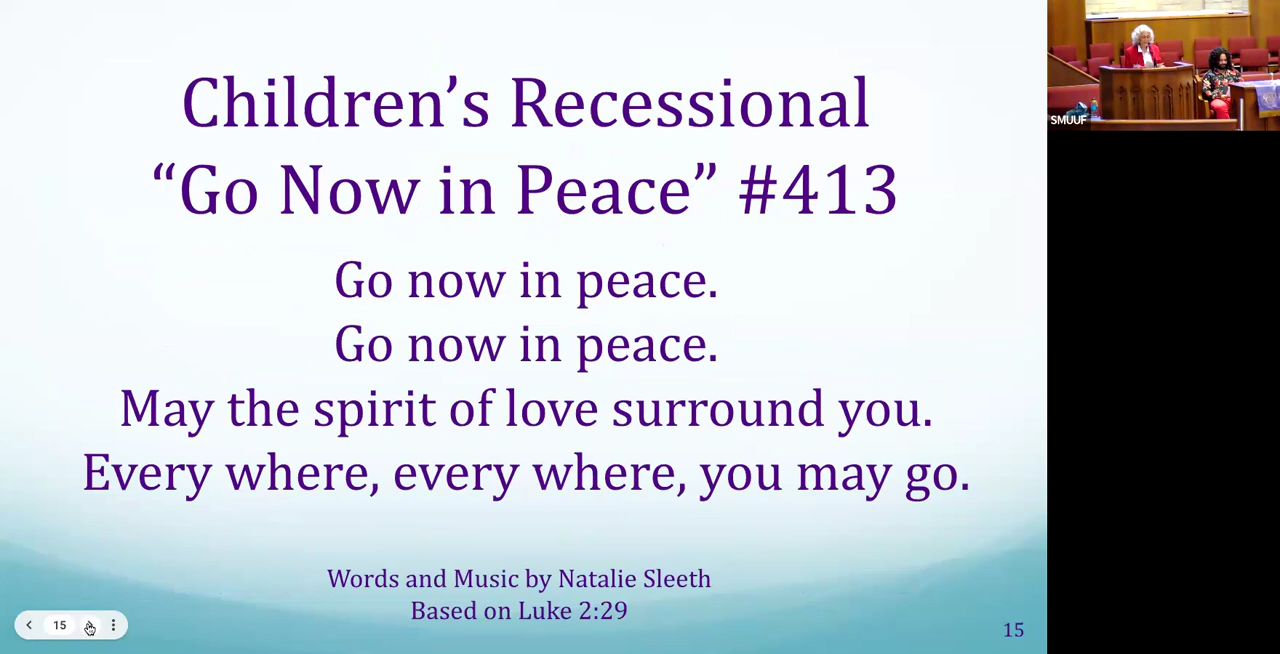 Children’s Recessional
“Go Now in Peace” #413
Go now in peace.
Go now in peace.
May the spirit of love surround you.
Every where, every where, you may go.
Words and Music by Natalie Sleeth
Based on Luke 2:29
15
15
SMUUF